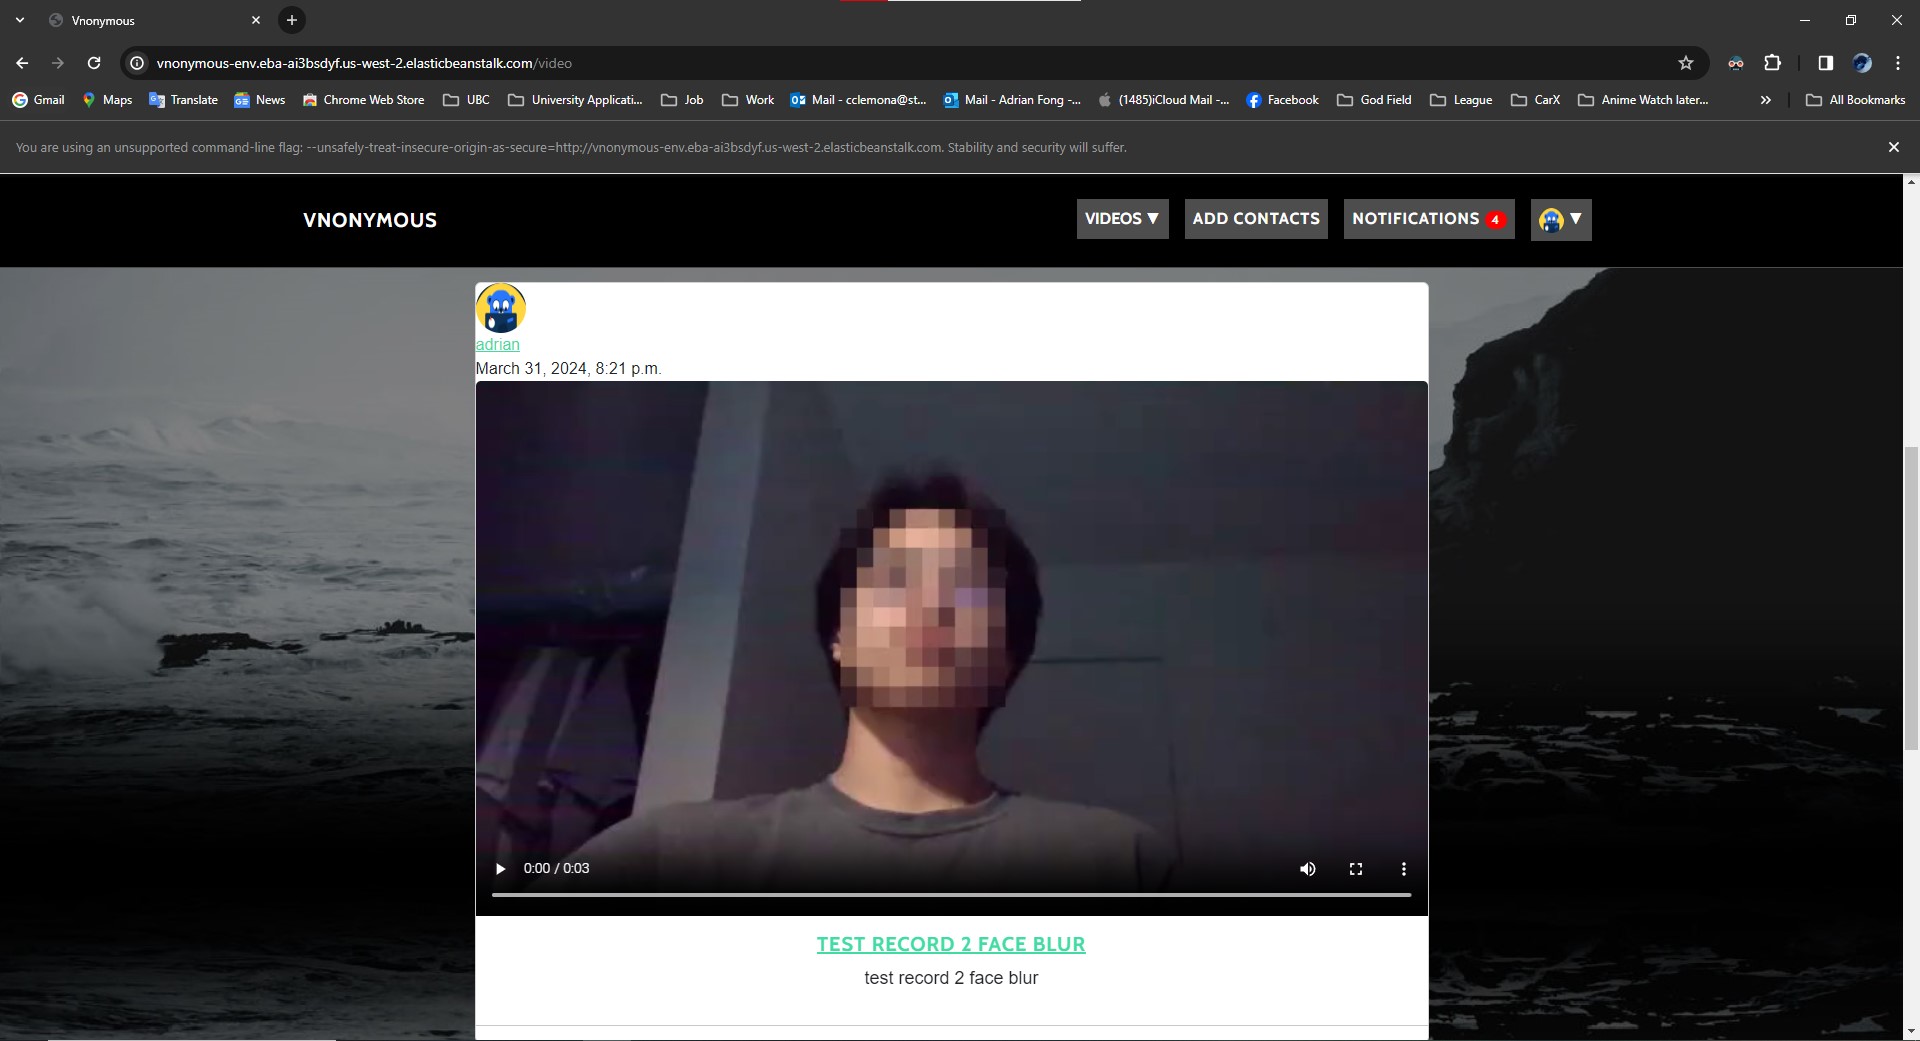 Vnonymous
vnonymous-env.eba-ai3bsdyf.us-west-2.elasticbeanstalk.com/video
Gmail Maps Translate News Chrome Web Store UBC University Applicati... Job Work Mail - cclemona@st... Mail - Adrian Fong -... (1485)iCloud Mail -... Facebook God Field League CarX Anime Watch later... » All Bookmarks
You are using an unsupported command-line flag: --unsafely-treat-insecure-origin-as-secure=http://vnonymous-env.eba-ai3bsdyf.us-west-2.elasticbeanstalk.com. Stability and security will suffer.
VNONYMOUS VIDEOS ▼ ADD CONTACTS NOTIFICATIONS 4 ▼
adrian
March 31, 2024, 8:21 p.m.
0:00 / 0:03
TEST RECORD 2 FACE BLUR
test record 2 face blur